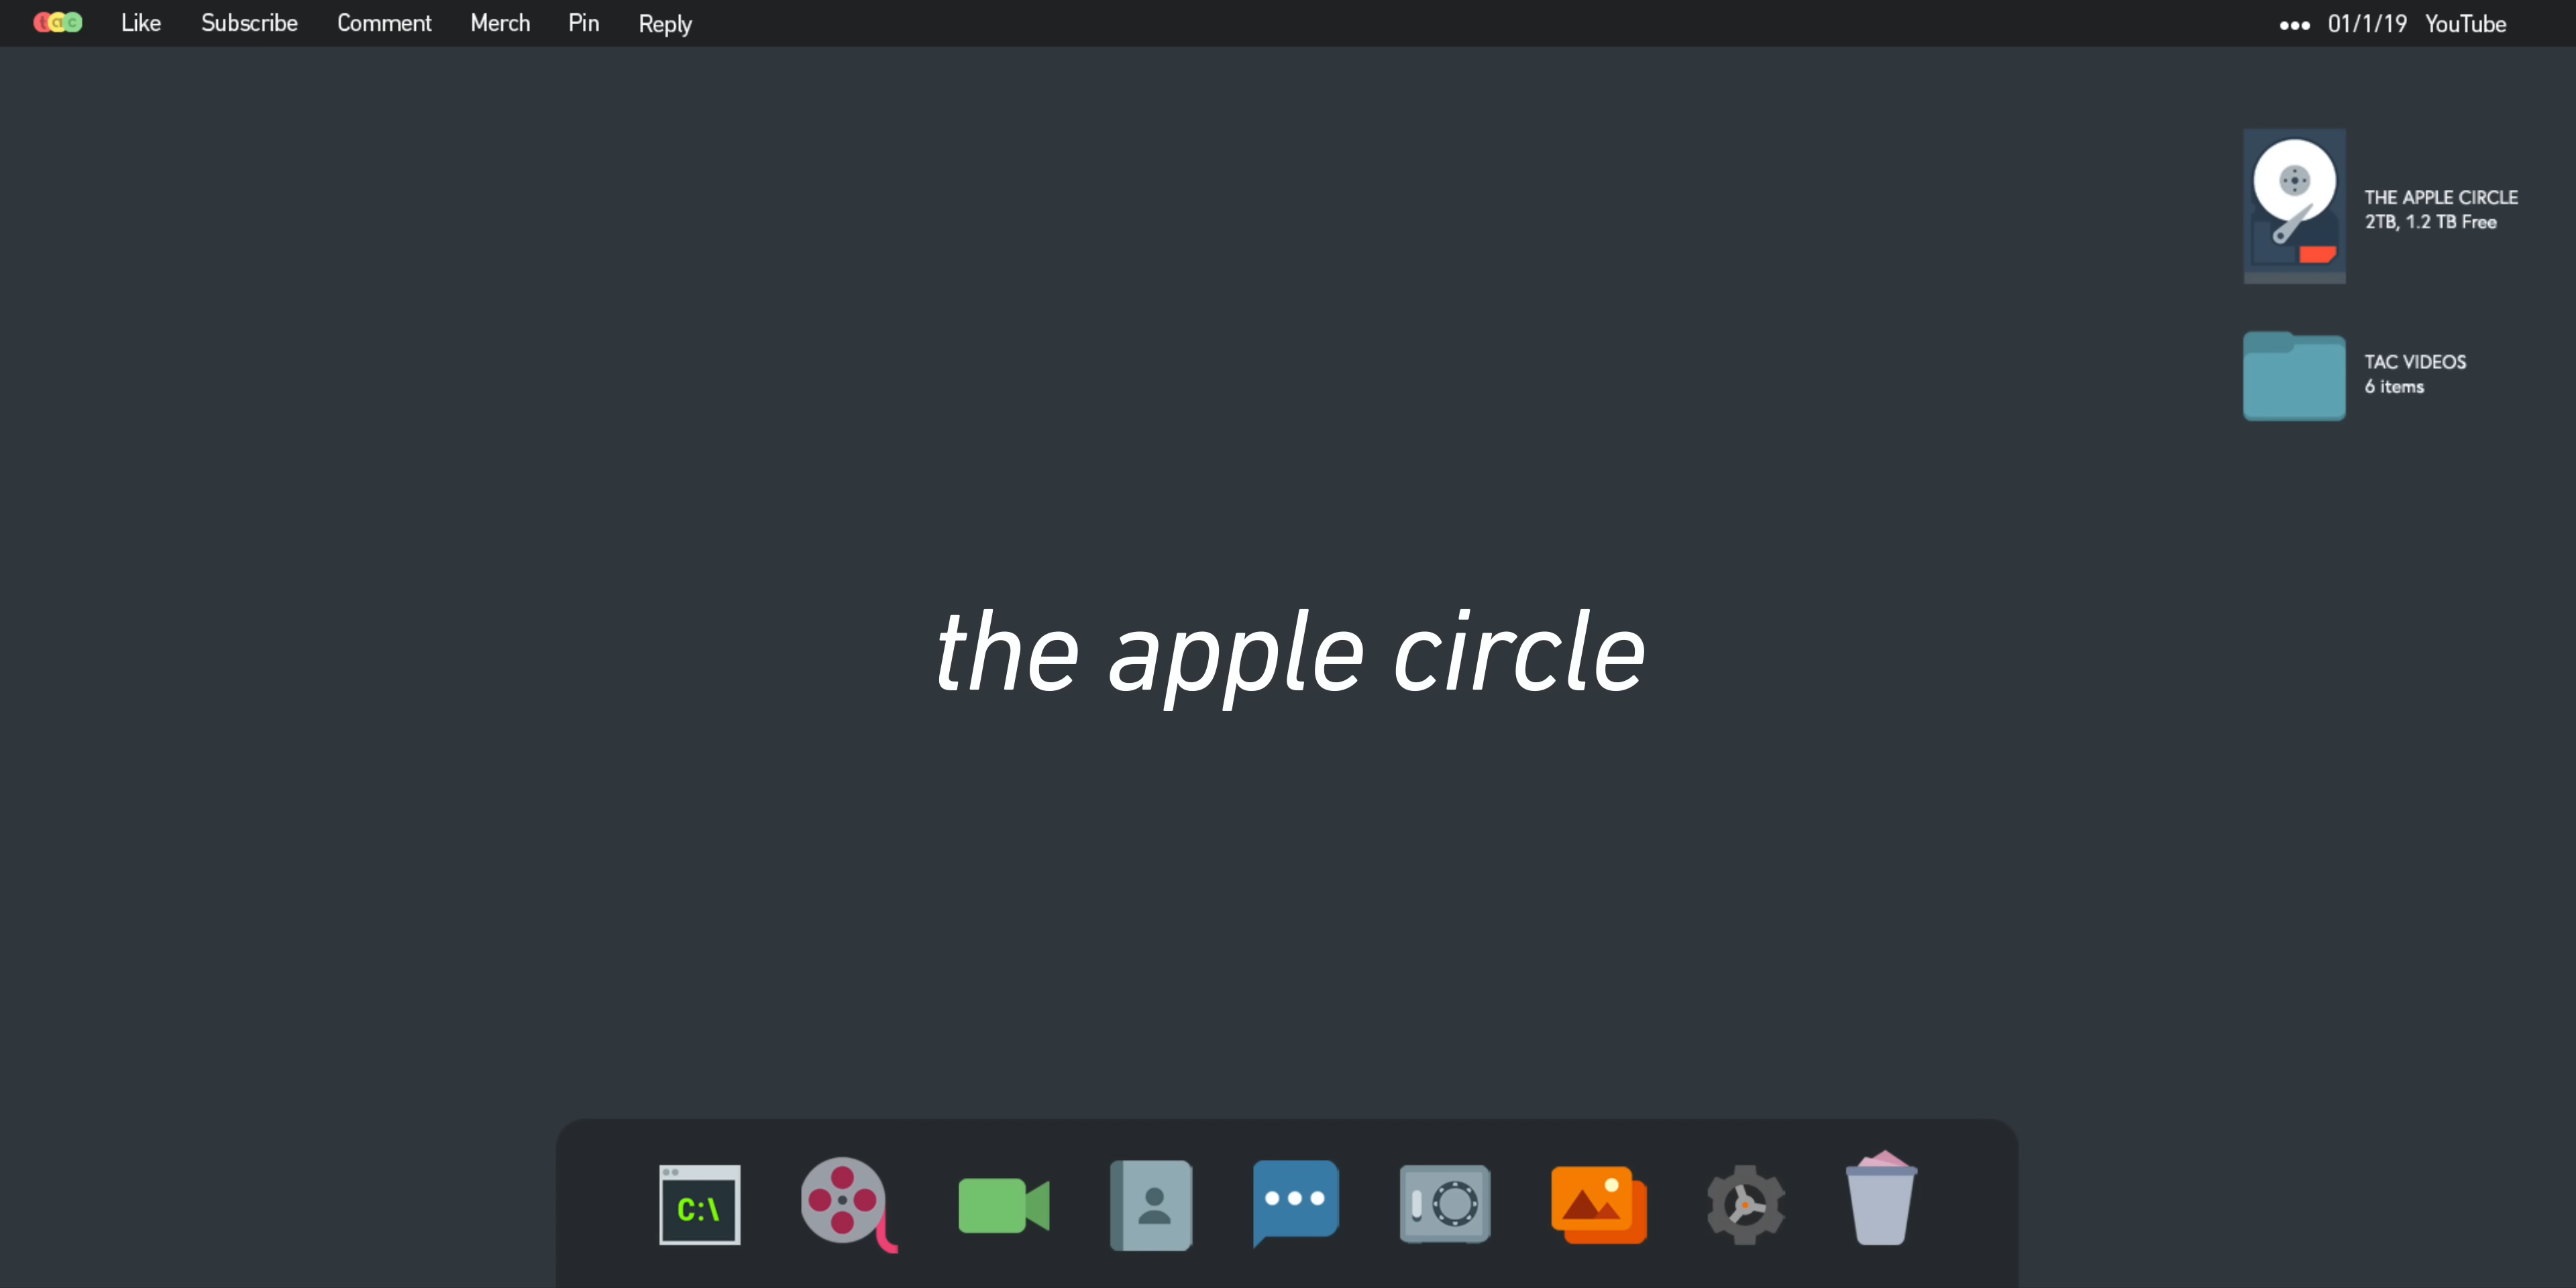 tac Like Subscribe Comment Merch Pin Reply ••• 01/1/19 YouTube
THE APPLE CIRCLE
2TB, 1.2 TB Free
TAC VIDEOS
6 items
the apple circle
C:\